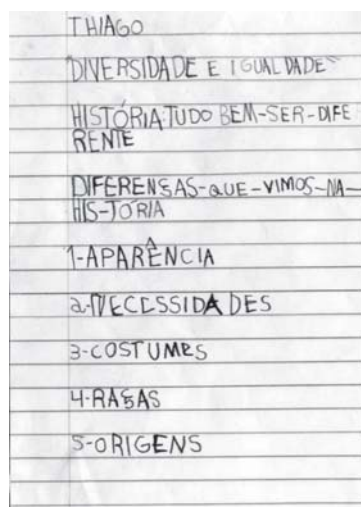 THIAGO
"DIVERSIDADE E IGUALDADE"
HISTÓRIA:TUDO BEM-SER-DIFE
RENTE
DIFERENSAS-QUE-VIMOS-NA-
HIS-TÓRIA
1-APARÊNCIA
2-NECESSIDADES
3-COSTUMES
4-RASAS
5-ORIGENS